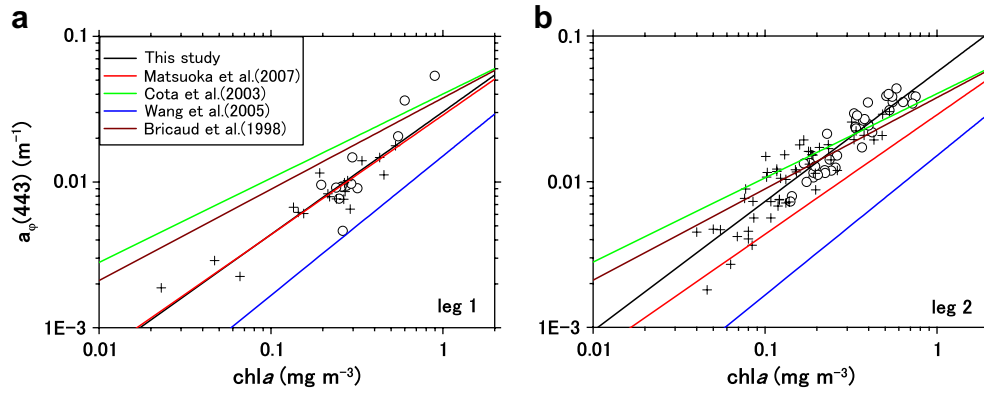 a
b
0.1
This study
Matsuoka et al.(2007)
Cota et al.(2003)
Wang et al.(2005)
Bricaud et al.(1998)
0.01
1E-3
aφ(443) (m⁻¹)
leg 1
0.01
0.1
1
chla (mg m⁻³)
0.1
0.01
1E-3
leg 2
0.01
0.1
1
chla (mg m⁻³)